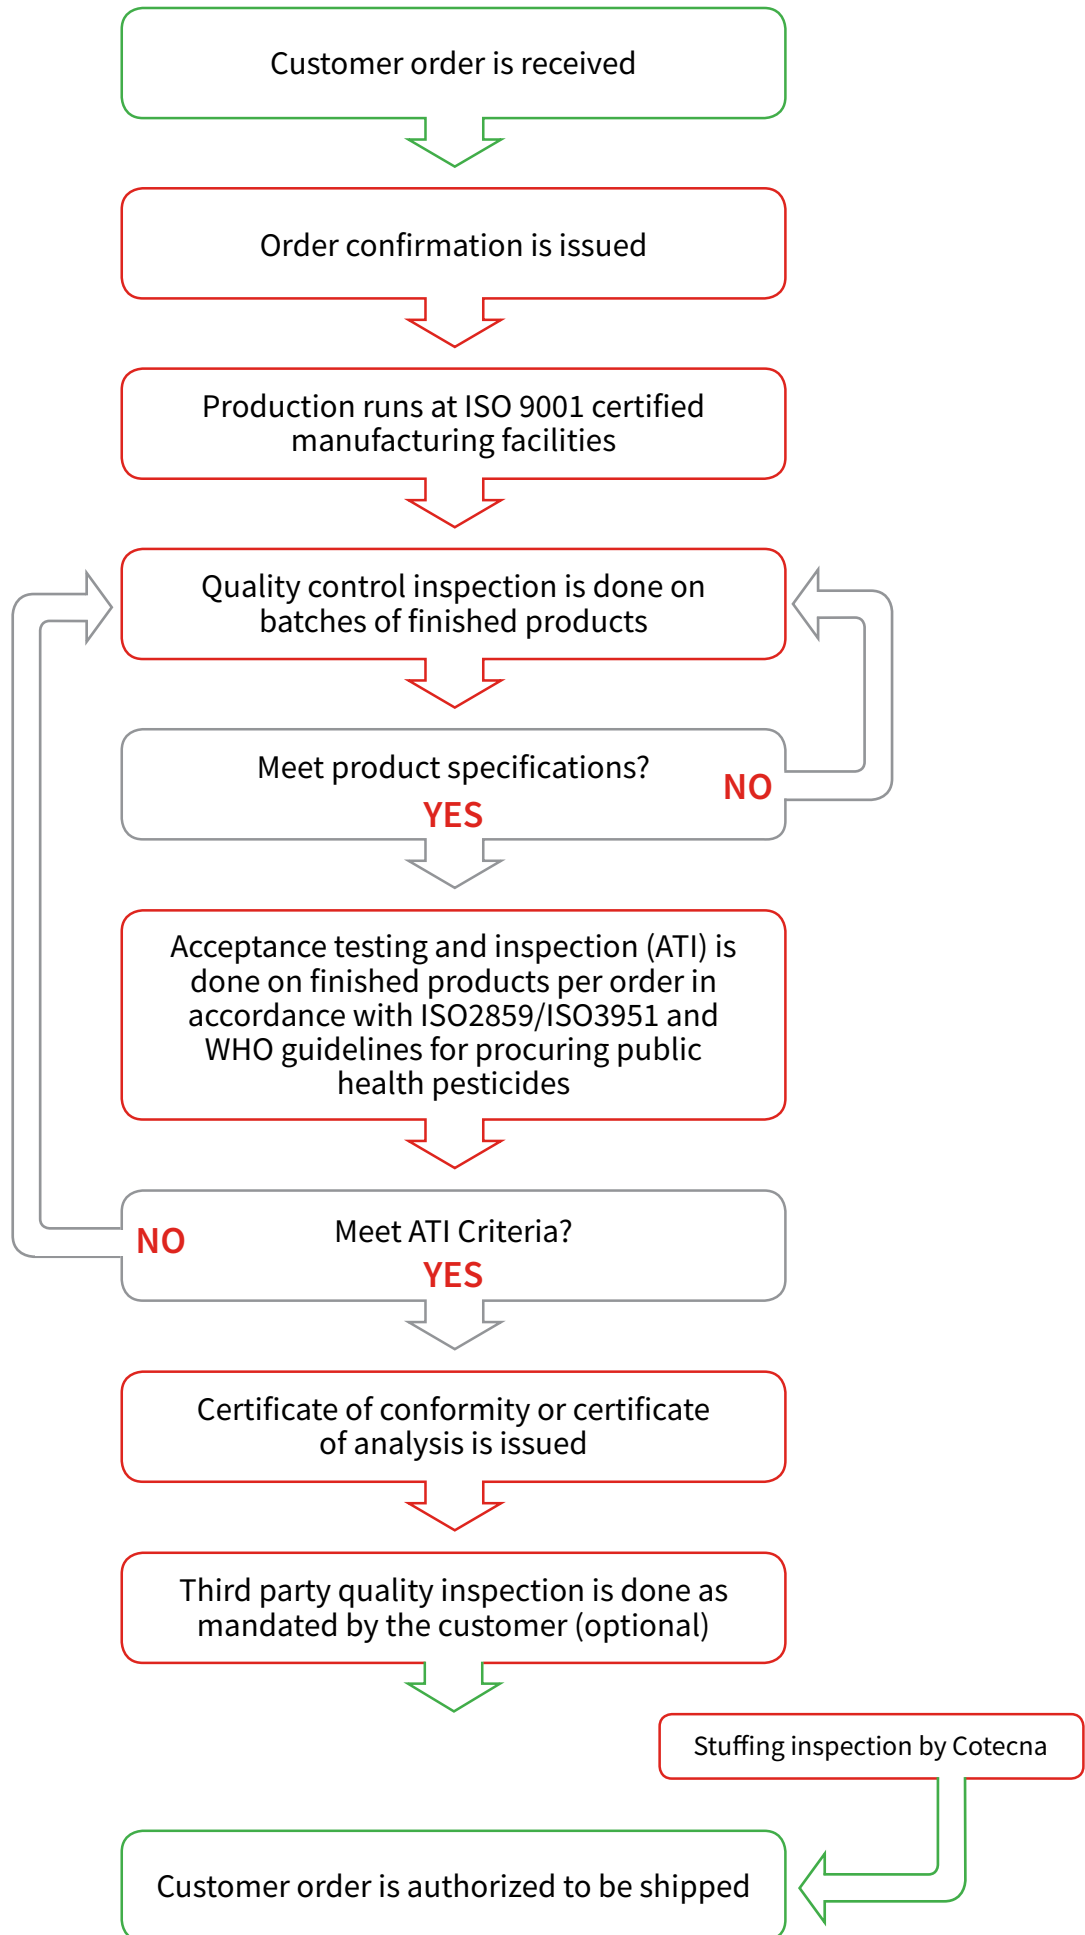 Customer order is received
Order confirmation is issued
Production runs at ISO 9001 certified
manufacturing facilities
Quality control inspection is done on
batches of finished products
Meet product specifications?
NO
YES
Acceptance testing and inspection (ATI) is
done on finished products per order in
accordance with ISO2859/ISO3951 and
WHO guidelines for procuring public
health pesticides
Meet ATI Criteria?
NO
YES
Certificate of conformity or certificate
of analysis is issued
Third party quality inspection is done as
mandated by the customer (optional)
Stuffing inspection by Cotecna
Customer order is authorized to be shipped